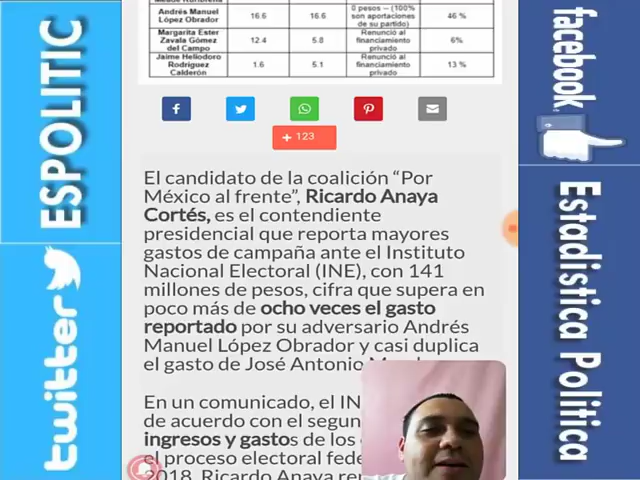 ESPOLITIC
twitter
Andrés Manuel López Obrador 16.6 16.6 0 pesos – (100% son aportaciones de su partido) 46 %
Margarita Ester Zavala Gómez del Campo 12.4 5.8 Renunció al financiamiento privado 6%
Jaime Heliodoro Rodríguez Calderón 1.6 5.1 Renunció al financiamiento privado 13 %
+ 123
El candidato de la coalición “Por
México al frente”, Ricardo Anaya
Cortés, es el contendiente
presidencial que reporta mayores
gastos de campaña ante el Instituto
Nacional Electoral (INE), con 141
millones de pesos, cifra que supera en
poco más de ocho veces el gasto
reportado por su adversario Andrés
Manuel López Obrador y casi duplica
el gasto de José Antonio
En un comunicado, el
de acuerdo con el
ingresos y gastos de los
el proceso electoral
2018, Ricardo Anaya
facebook
Estadistica Politica